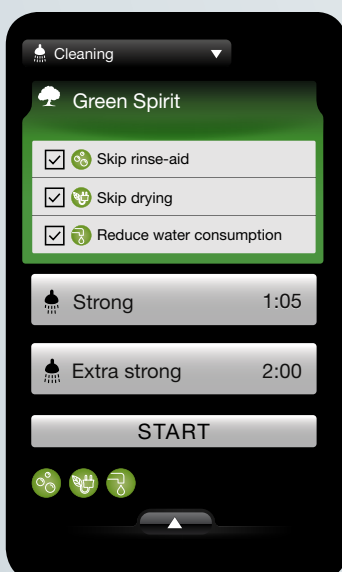 Cleaning
Green Spirit
Skip rinse-aid
Skip drying
Reduce water consumption
Strong 1:05
Extra strong 2:00
START